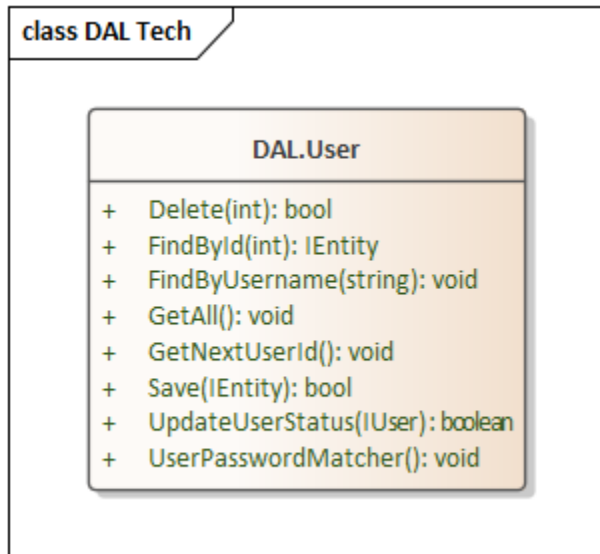 class DAL Tech
DAL.User
+ Delete(int): bool
+ FindById(int): IEntity
+ FindByUsername(string): void
+ GetAll(): void
+ GetNextUserId(): void
+ Save(IEntity): bool
+ UpdateUserStatus(IUser): boolean
+ UserPasswordMatcher(): void